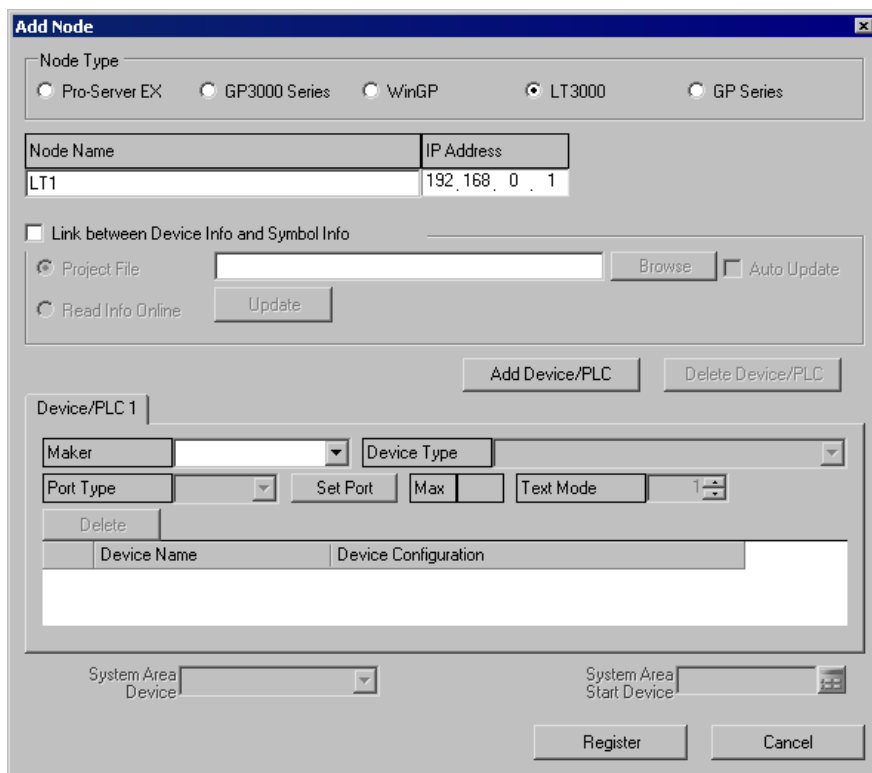 Add Node
Node Type
Pro-Server EX GP3000 Series WinGP LT3000 GP Series
Node Name IP Address
LT1 192.168.0.1
Link between Device Info and Symbol Info
Project File Browse Auto Update
Read Info Online Update
Add Device/PLC Delete Device/PLC
Device/PLC 1
Maker Device Type
Port Type Set Port Max Text Mode 1
Delete
Device Name Device Configuration
System Area Device System Area Start Device
Register Cancel